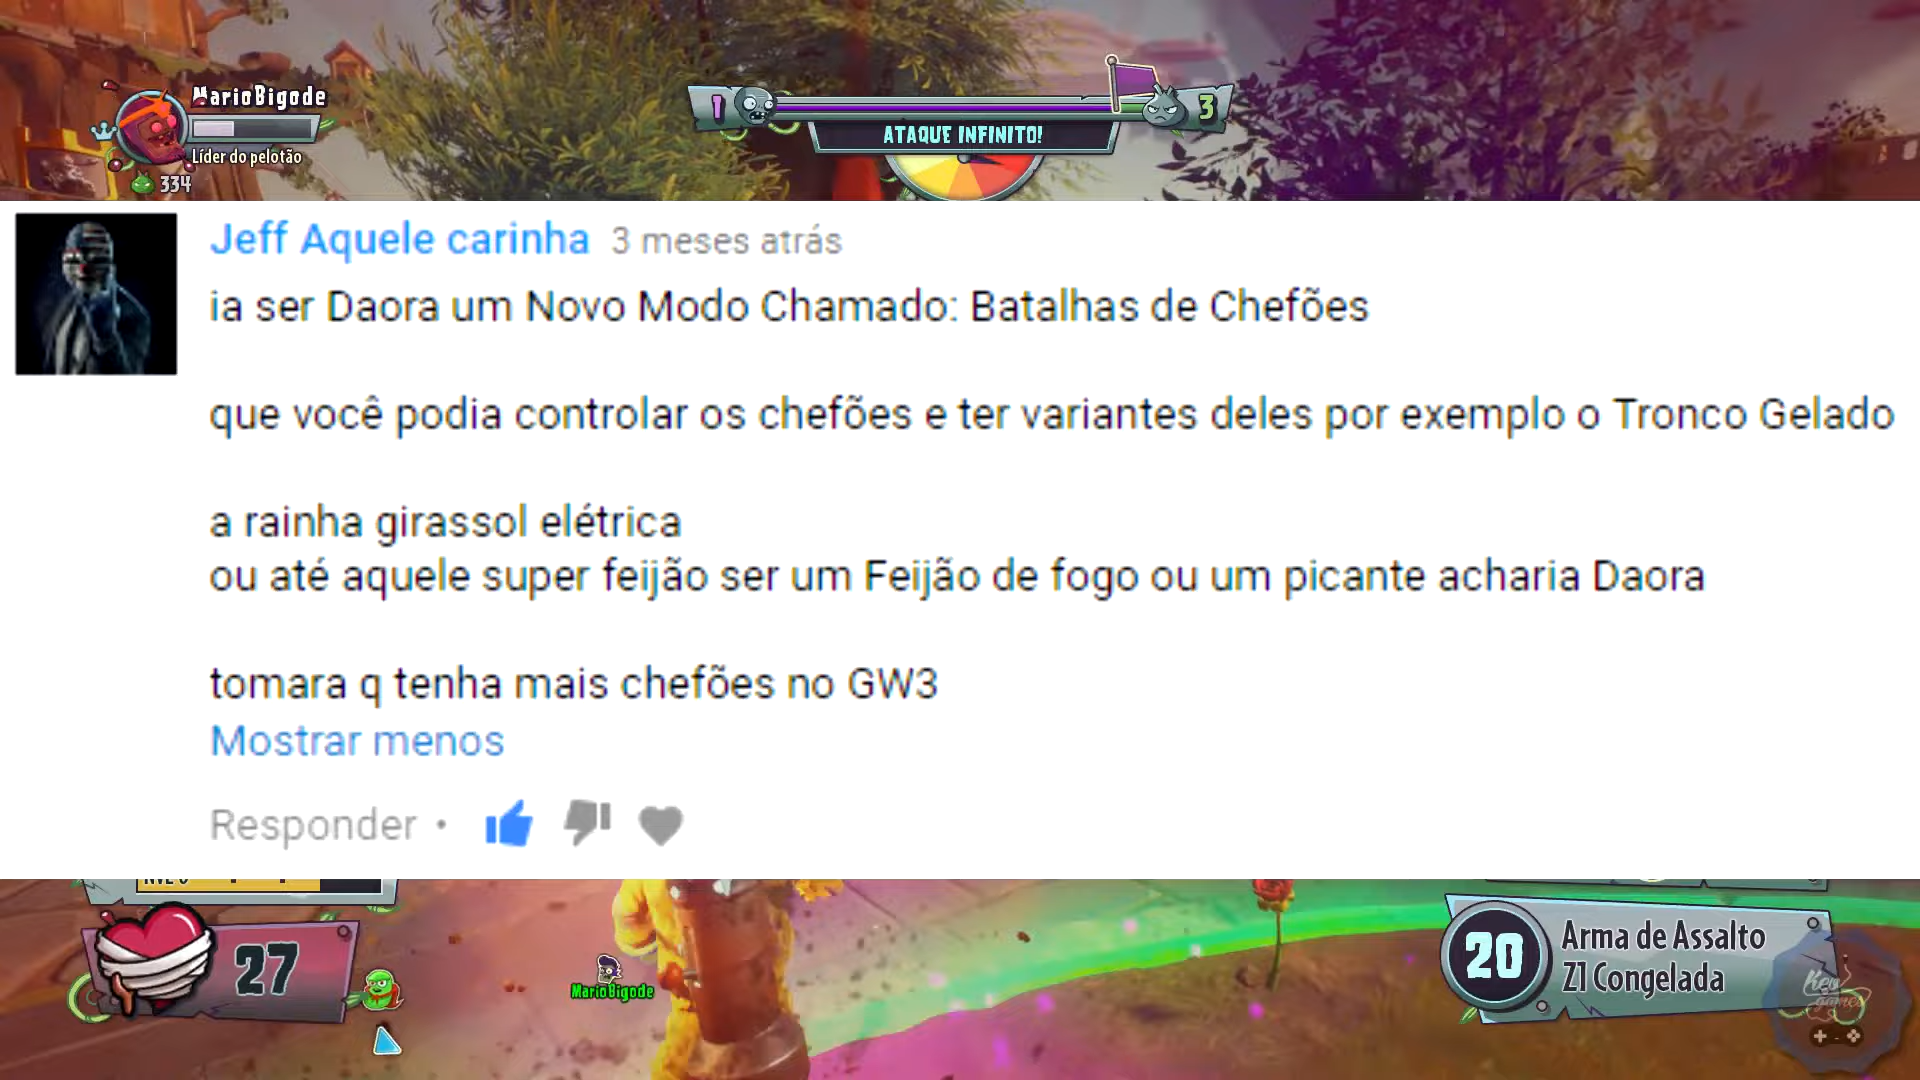 MarioBigode
Líder do pelotão
334
1
3
ATAQUE INFINITO!
Jeff Aquele carinha 3 meses atrás
ia ser Daora um Novo Modo Chamado: Batalhas de Chefões
que você podia controlar os chefões e ter variantes deles por exemplo o Tronco Gelado
a rainha girassol elétrica
ou até aquele super feijão ser um Feijão de fogo ou um picante acharia Daora
tomara q tenha mais chefões no GW3
Mostrar menos
Responder •
27
MarioBigode
20
Arma de Assalto
Z1 Congelada
games